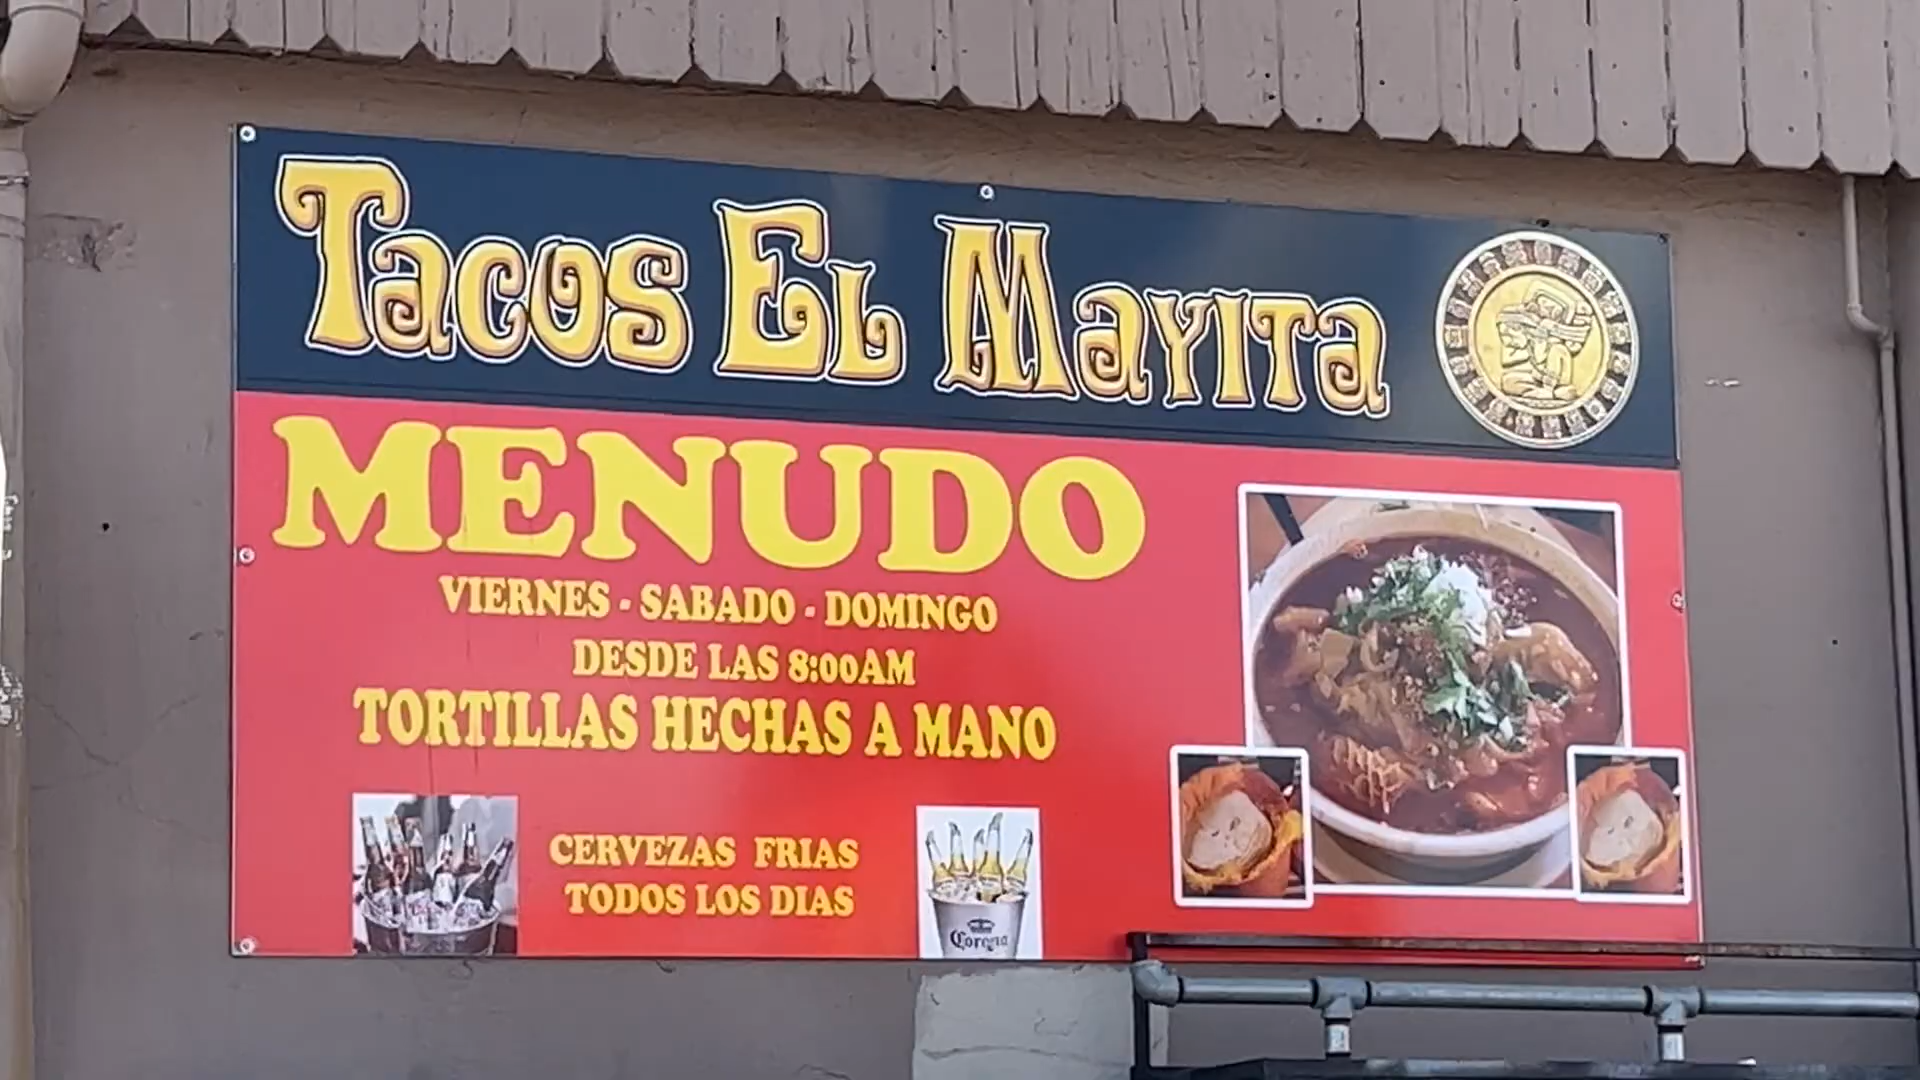 Tacos El Mayita
MENUDO
VIERNES - SABADO - DOMINGO
DESDE LAS 8:00AM
TORTILLAS HECHAS A MANO
CERVEZAS FRIAS
TODOS LOS DIAS
Corona